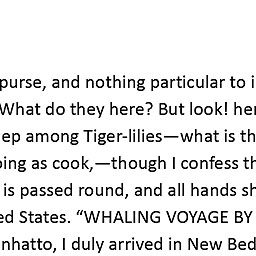 purse, and nothing particular to i
What do they here? But look! her
ep among Tiger-lilies—what is th
ing as cook,—though I confess th
is passed round, and all hands sh
ed States. “WHALING VOYAGE BY
nhatto, I duly arrived in New Bed